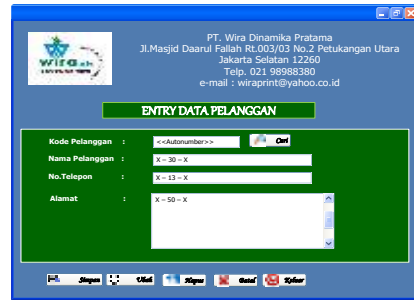 PT. Wira Dinamika Pratama
Jl.Masjid Daarul Fallah Rt.003/03 No.2 Petukangan Utara
Jakarta Selatan 12260
Telp. 021 98988380
e-mail : wiraprint@yahoo.co.id
ENTRY DATA PELANGGAN
Kode Pelanggan : <<Autonumber>> Cari
Nama Pelanggan : X – 30 – X
No.Telepon : X – 13 – X
Alamat : X – 50 – X
Simpan Ubah Hapus Batal Keluar